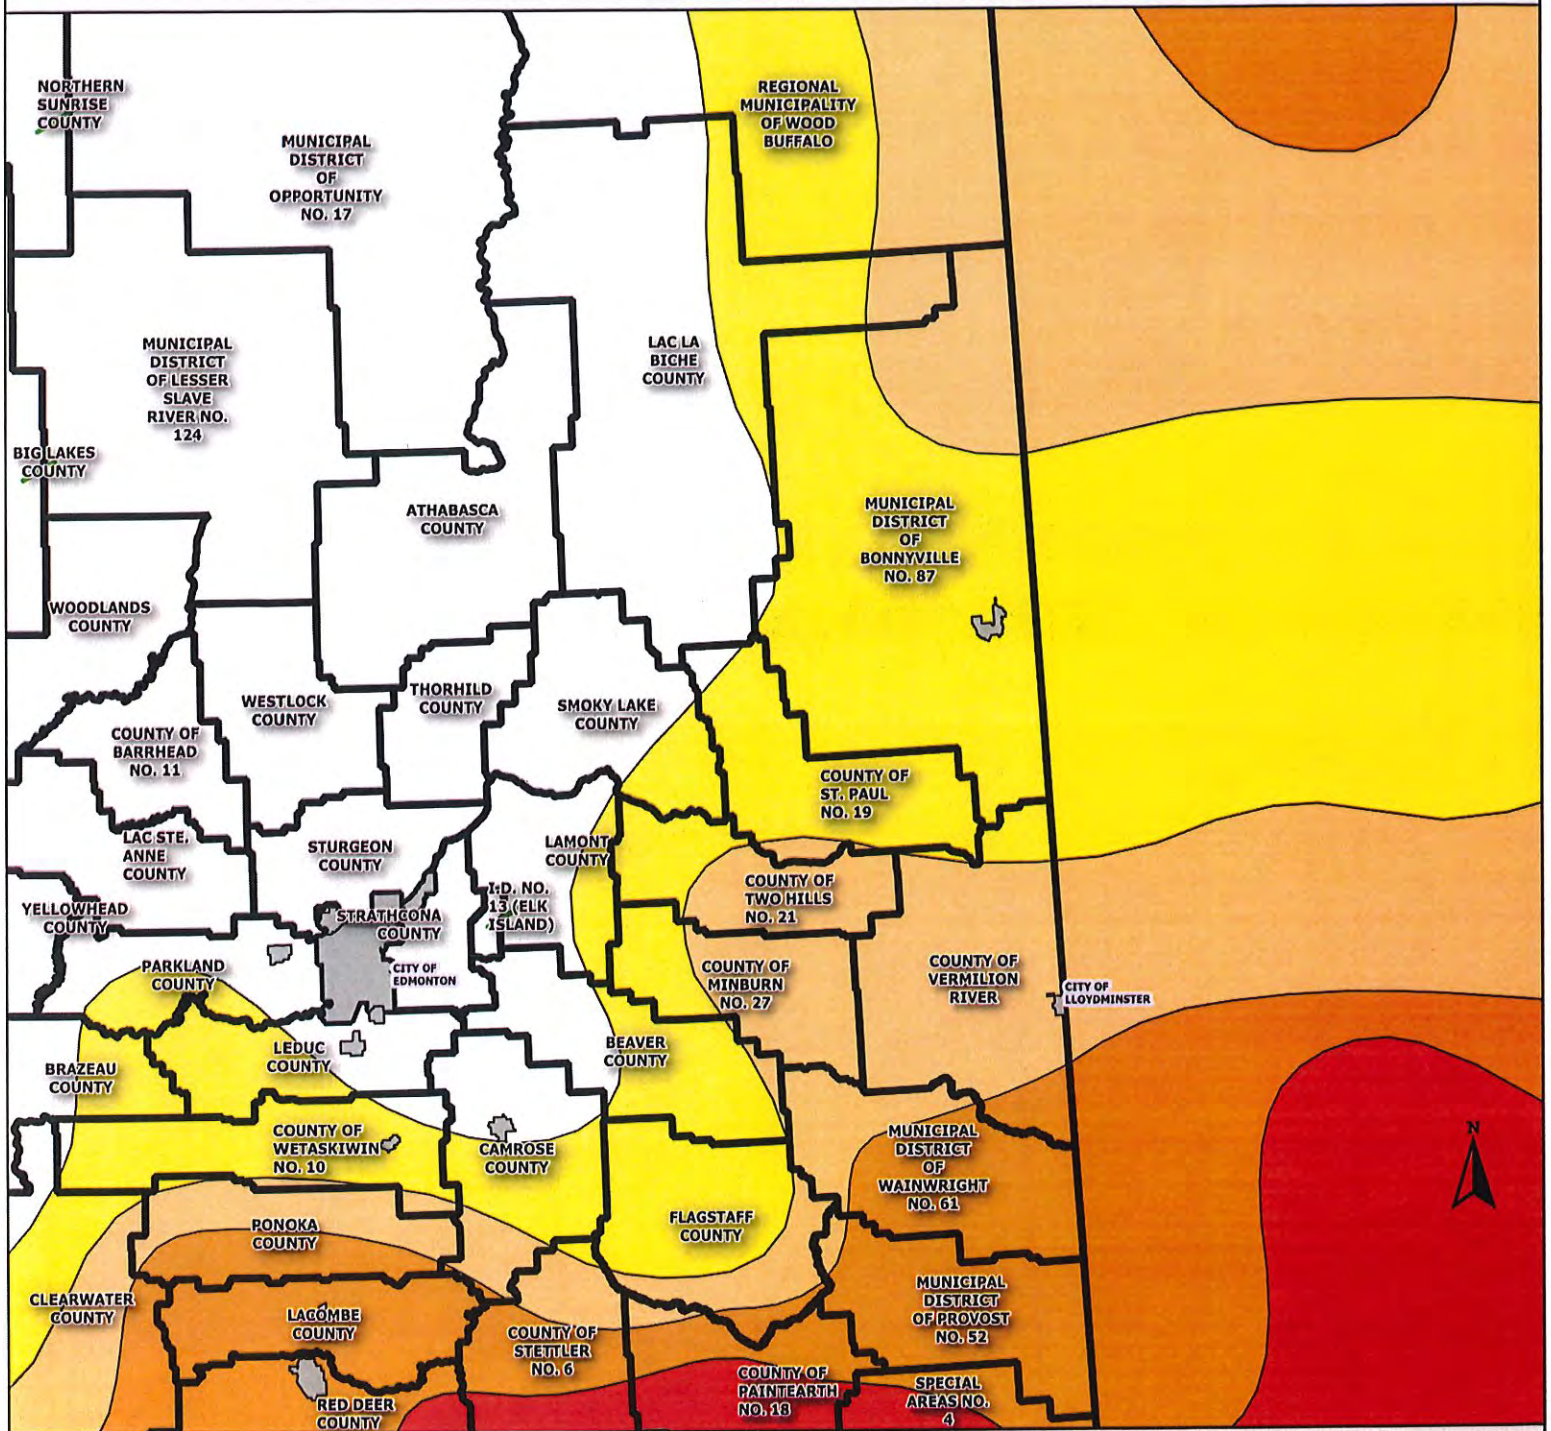 NORTHERN
SUNRISE
COUNTY
MUNICIPAL
DISTRICT
OF
OPPORTUNITY
NO. 17
REGIONAL
MUNICIPALITY
OF WOOD
BUFFALO
MUNICIPAL
DISTRICT
OF LESSER
SLAVE
RIVER NO.
124
LAC LA
BICHE
COUNTY
BIG LAKES
COUNTY
ATHABASCA
COUNTY
MUNICIPAL
DISTRICT
OF
BONNYVILLE
NO. 87
WOODLANDS
COUNTY
WESTLOCK
COUNTY
THORHILD
COUNTY
SMOKY LAKE
COUNTY
COUNTY OF
BARRHEAD
NO. 11
COUNTY OF
ST. PAUL
NO. 19
LAC STE.
ANNE
COUNTY
STURGEON
COUNTY
LAMONT
COUNTY
I.D. NO.
13 (ELK
ISLAND)
COUNTY OF
TWO HILLS
NO. 21
YELLOWHEAD
COUNTY
STRATHCONA
COUNTY
PARKLAND
COUNTY
CITY OF
EDMONTON
COUNTY OF
MINBURN
NO. 27
COUNTY OF
VERMILION
RIVER
CITY OF
LLOYDMINSTER
BRAZEAU
COUNTY
LEDUC
COUNTY
BEAVER
COUNTY
COUNTY OF
WETASKIWIN
NO. 10
CAMROSE
COUNTY
MUNICIPAL
DISTRICT
OF
WAINWRIGHT
NO. 61
N
PONOKA
COUNTY
FLAGSTAFF
COUNTY
CLEARWATER
COUNTY
LACOMBE
COUNTY
COUNTY OF
STETTLER
NO. 6
MUNICIPAL
DISTRICT
OF PROVOST
NO. 52
RED DEER
COUNTY
COUNTY OF
PAINTEARTH
NO. 18
SPECIAL
AREAS NO.
4